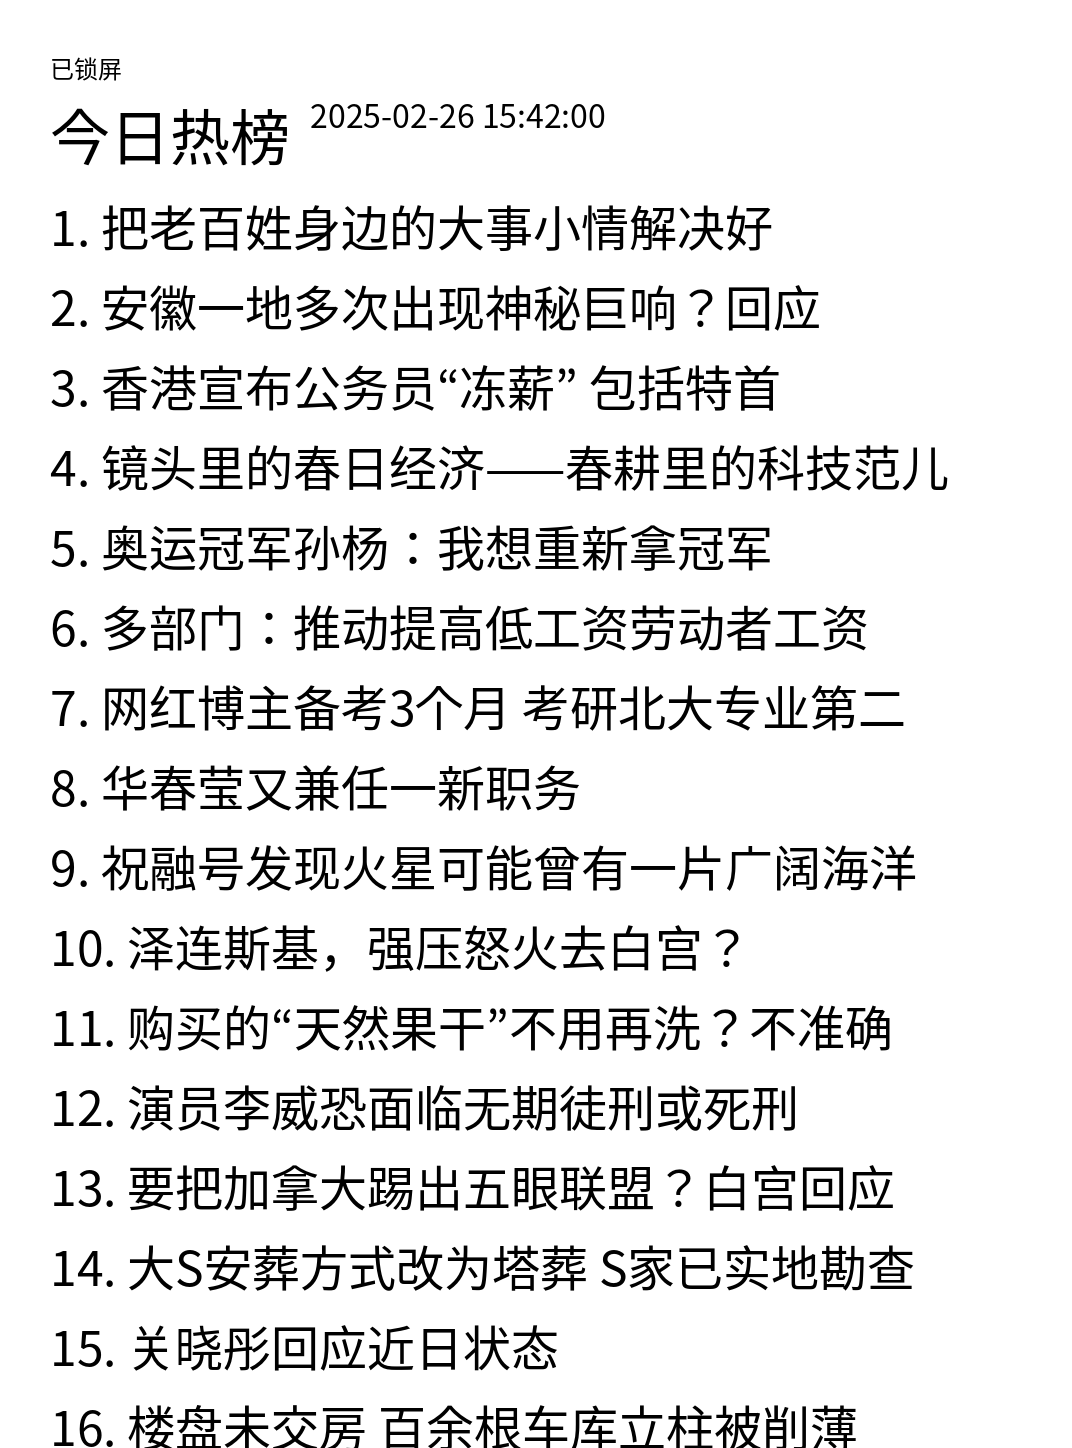 已锁屏
今日热榜 2025-02-26 15:42:00
1. 把老百姓身边的大事小情解决好
2. 安徽一地多次出现神秘巨响？回应
3. 香港宣布公务员“冻薪” 包括特首
4. 镜头里的春日经济——春耕里的科技范儿
5. 奥运冠军孙杨：我想重新拿冠军
6. 多部门：推动提高低工资劳动者工资
7. 网红博主备考3个月 考研北大专业第二
8. 华春莹又兼任一新职务
9. 祝融号发现火星可能曾有一片广阔海洋
10. 泽连斯基，强压怒火去白宫？
11. 购买的“天然果干”不用再洗？不准确
12. 演员李威恐面临无期徒刑或死刑
13. 要把加拿大踢出五眼联盟？白宫回应
14. 大S安葬方式改为塔葬 S家已实地勘查
15. 关晓彤回应近日状态
16. 楼盘未交房 百余根车库立柱被削薄